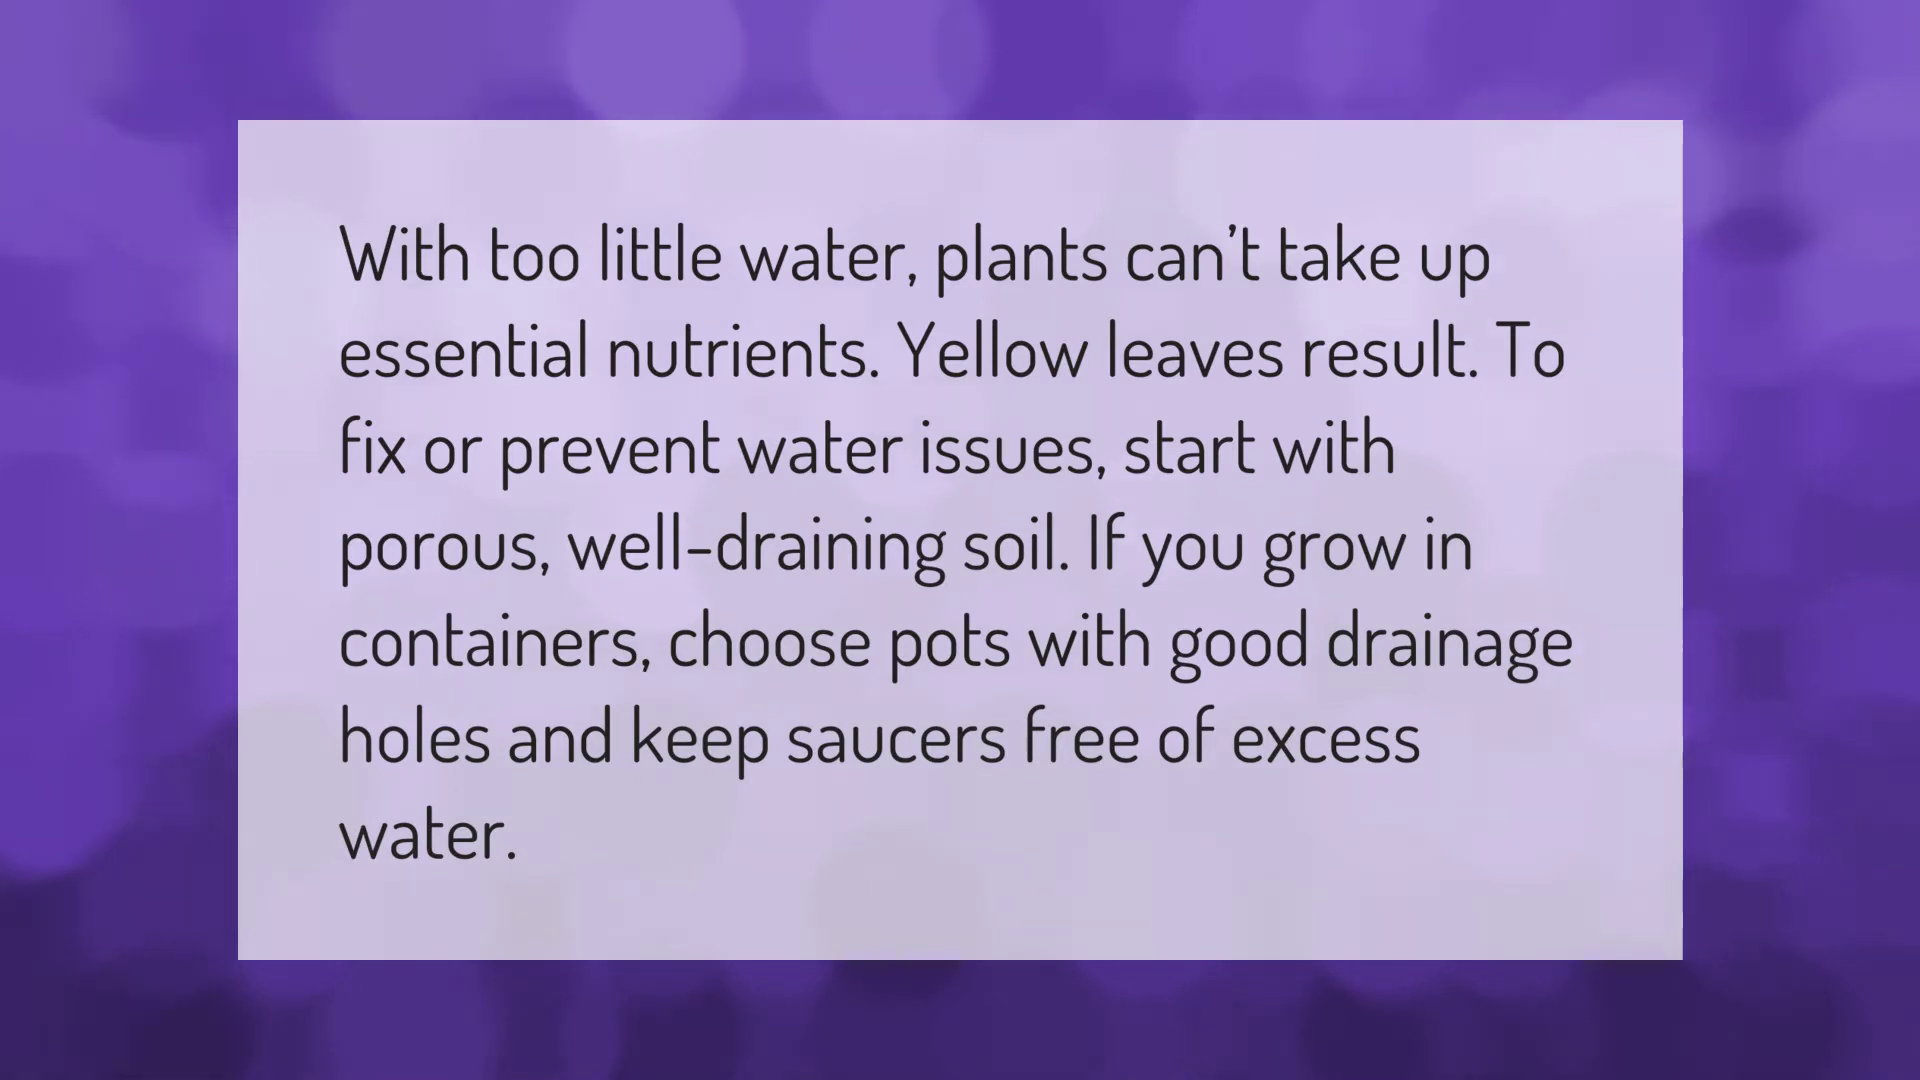 With too little water, plants can’t take up
essential nutrients. Yellow leaves result. To
fix or prevent water issues, start with
porous, well-draining soil. If you grow in
containers, choose pots with good drainage
holes and keep saucers free of excess
water.